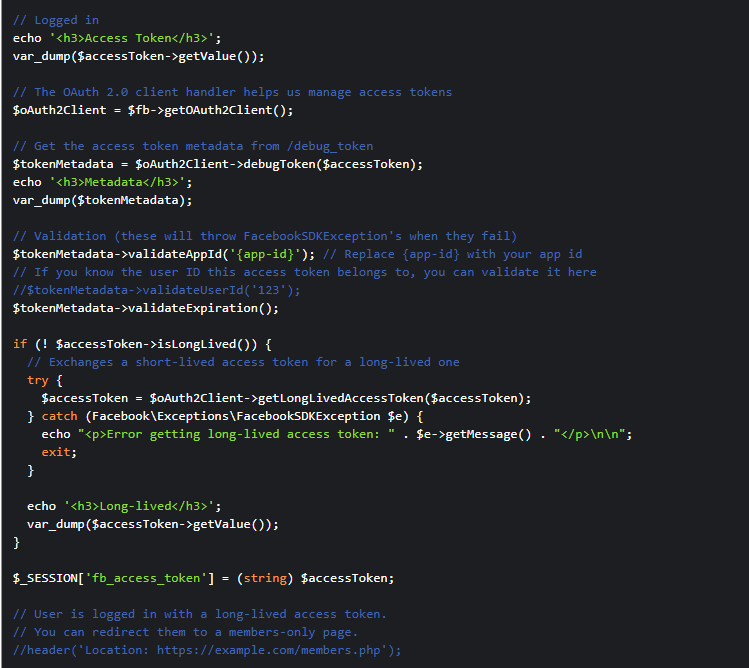 // Logged in
echo '<h3>Access Token</h3>';
var_dump($accessToken->getValue());

// The OAuth 2.0 client handler helps us manage access tokens
$oAuth2Client = $fb->getOAuth2Client();

// Get the access token metadata from /debug_token
$tokenMetadata = $oAuth2Client->debugToken($accessToken);
echo '<h3>Metadata</h3>';
var_dump($tokenMetadata);

// Validation (these will throw FacebookSDKException's when they fail)
$tokenMetadata->validateAppId('{app-id}'); // Replace {app-id} with your app id
// If you know the user ID this access token belongs to, you can validate it here
//$tokenMetadata->validateUserId('123');
$tokenMetadata->validateExpiration();

if (! $accessToken->isLongLived()) {
  // Exchanges a short-lived access token for a long-lived one
  try {
    $accessToken = $oAuth2Client->getLongLivedAccessToken($accessToken);
  } catch (Facebook\Exceptions\FacebookSDKException $e) {
    echo "<p>Error getting long-lived access token: " . $e->getMessage() . "</p>\n\n";
    exit;
  }

  echo '<h3>Long-lived</h3>';
  var_dump($accessToken->getValue());
}

$_SESSION['fb_access_token'] = (string) $accessToken;

// User is logged in with a long-lived access token.
// You can redirect them to a members-only page.
//header('Location: https://example.com/members.php');